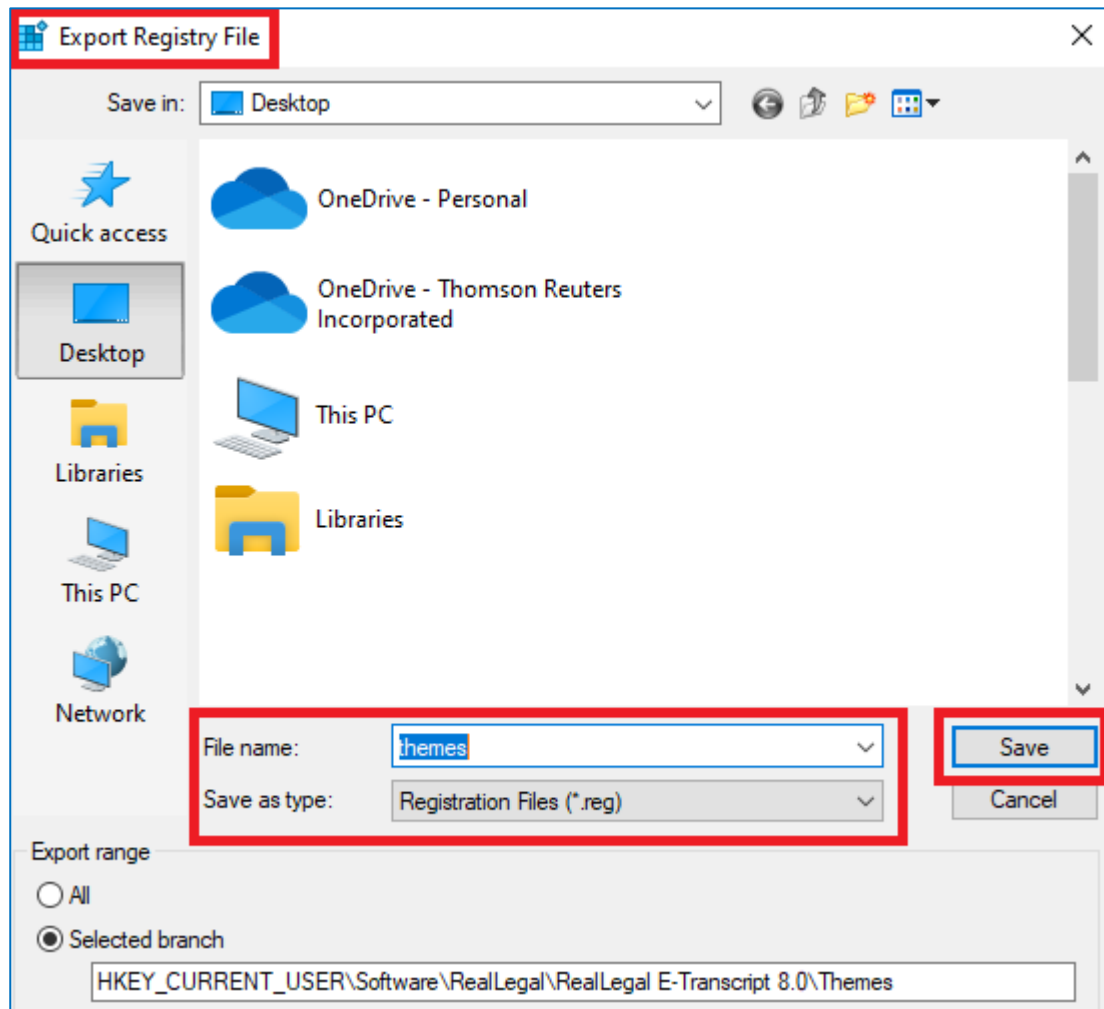 Export Registry File
Save in:
Desktop
Quick access
Desktop
Libraries
This PC
Network
OneDrive - Personal
OneDrive - Thomson Reuters
Incorporated
This PC
Libraries
File name:
themes
Save
Save as type:
Registration Files (*.reg)
Cancel
Export range
All
Selected branch
HKEY_CURRENT_USER\Software\RealLegal\RealLegal E-Transcript 8.0\Themes